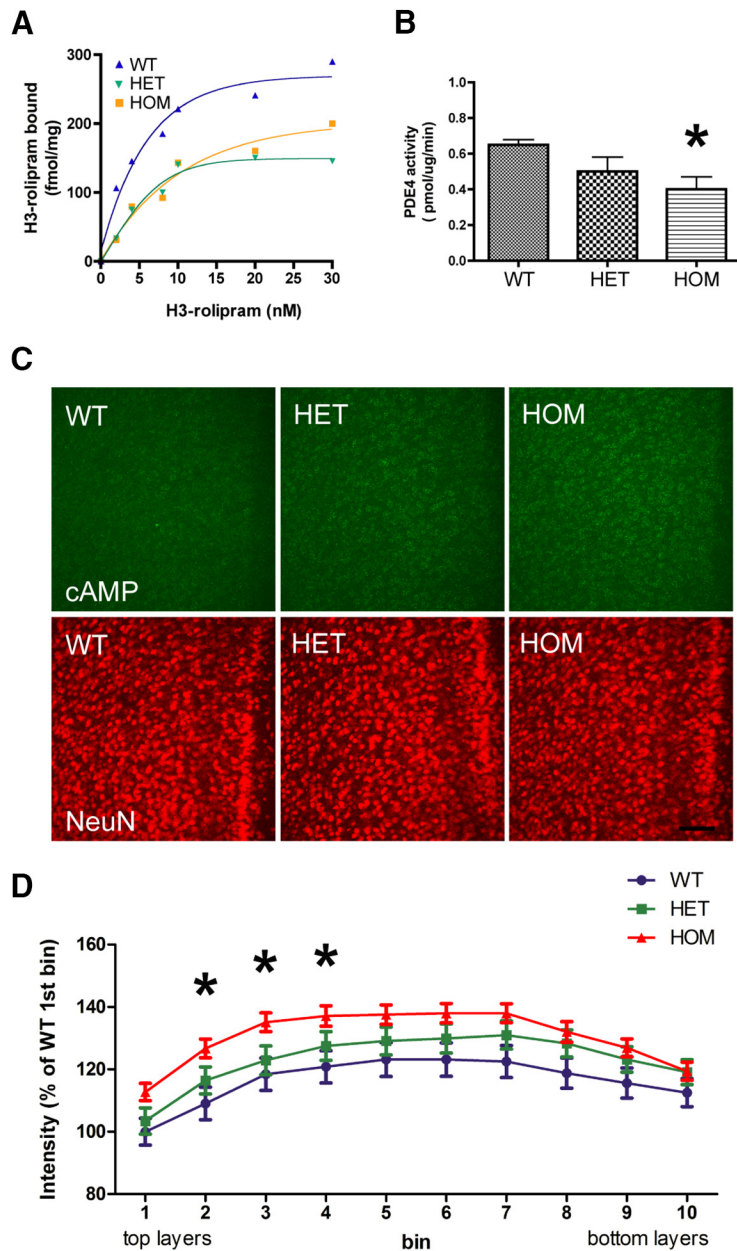 A
300
200
100
0
H3-rolipram bound
(fmol/mg)
WT
HET
HOM
0 5 10 15 20 25 30
H3-rolipram (nM)
B
1.0
0.8
0.6
0.4
0.2
0.0
PDE4 activity
( pmol/ug/min)
*
WT HET HOM
C
WT HET HOM
cAMP
WT HET HOM
NeuN
D
WT
HET
HOM
160
140
120
100
80
Intensity (% of WT 1st bin)
* * *
1 2 3 4 5 6 7 8 9 10
top layers bin bottom layers